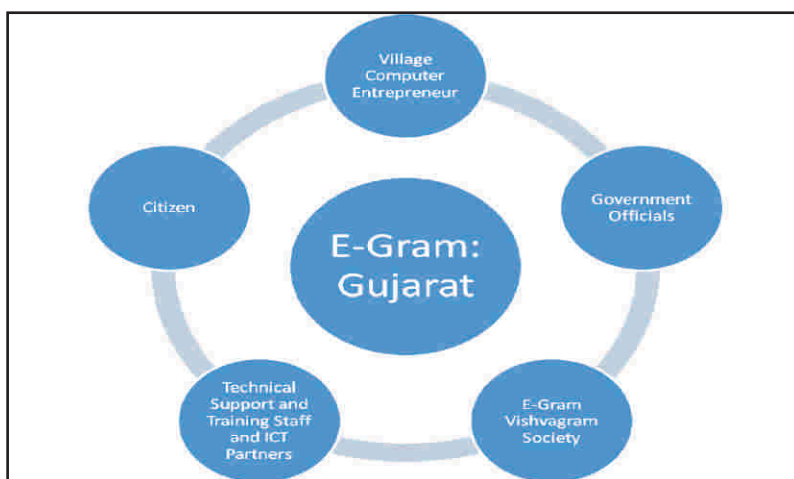 Village
Computer
Entrepreneur
Citizen
Government
Officials
E-Gram:
Gujarat
Technical
Support and
Training Staff
and ICT
Partners
E-Gram
Vishvagram
Society